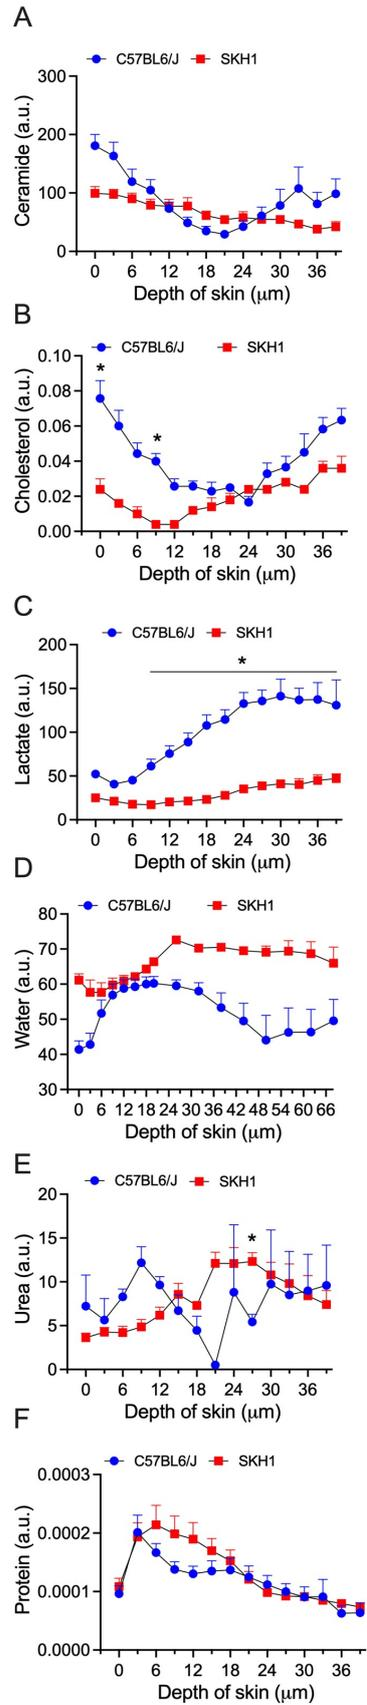 A
C57BL6/J SKH1
300
200
100
0
Ceramide (a.u.)
0 6 12 18 24 30 36
Depth of skin (μm)
B
C57BL6/J SKH1
0.10
0.08
0.06
0.04
0.02
0.00
Cholesterol (a.u.)
*
*
0 6 12 18 24 30 36
Depth of skin (μm)
C
C57BL6/J SKH1
200
150
100
50
0
Lactate (a.u.)
*
0 6 12 18 24 30 36
Depth of skin (μm)
D
C57BL6/J SKH1
80
70
60
50
40
30
Water (a.u.)
0 6 12 18 24 30 36 42 48 54 60 66
Depth of skin (μm)
E
C57BL6/J SKH1
20
15
10
5
0
Urea (a.u.)
*
0 6 12 18 24 30 36
Depth of skin (μm)
F
C57BL6/J SKH1
0.0003
0.0002
0.0001
0.0000
Protein (a.u.)
0 6 12 18 24 30 36
Depth of skin (μm)